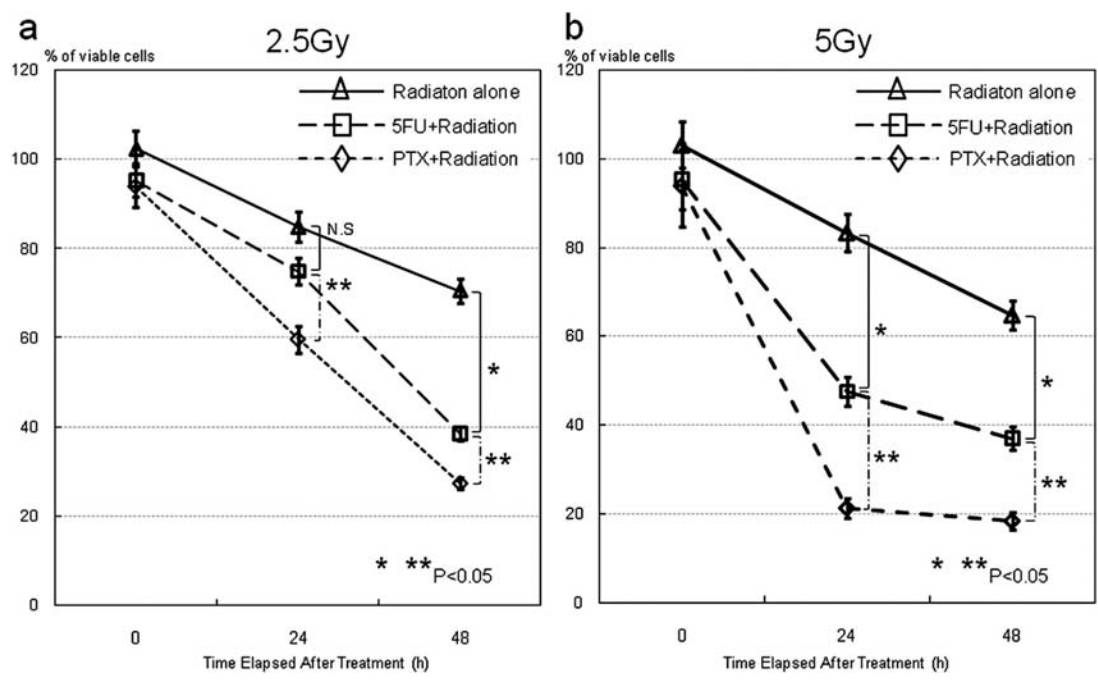 a
2.5Gy
% of viable cells
120
100
80
60
40
20
0
Radiaton alone
5FU+Radiation
PTX+Radiation
N.S
**
*
**
* ** P<0.05
0 24 48
Time Elapsed After Treatment (h)
b
5Gy
% of viable cells
120
100
80
60
40
20
0
Radiation alone
5FU+Radiation
PTX+Radiation
*
**
*
**
* ** P<0.05
0 24 48
Time Elapsed After Treatment (h)